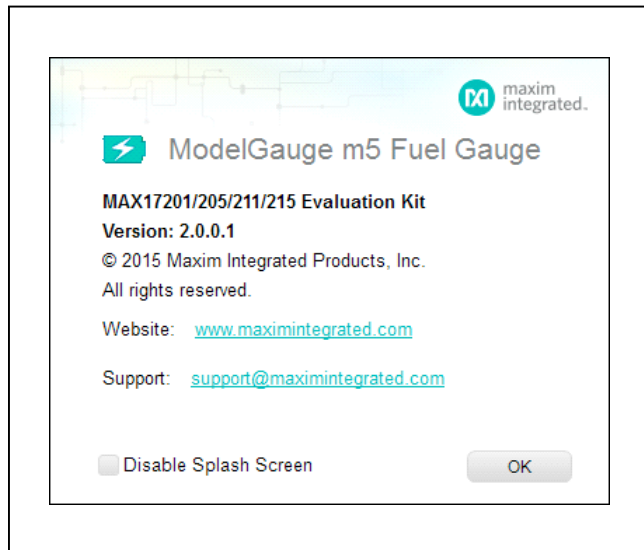 maxim
integrated™
ModelGauge m5 Fuel Gauge
MAX17201/205/211/215 Evaluation Kit
Version: 2.0.0.1
© 2015 Maxim Integrated Products, Inc.
All rights reserved.
Website: www.maximintegrated.com
Support: support@maximintegrated.com
Disable Splash Screen
OK